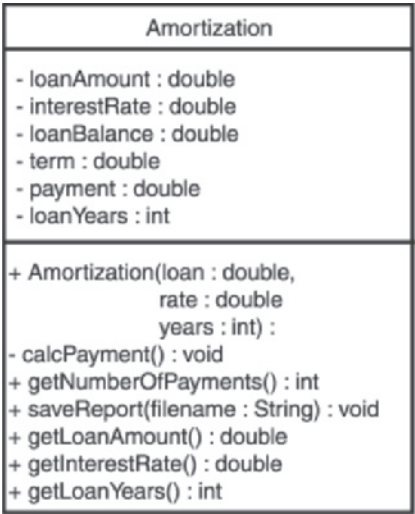 Amortization
- loanAmount : double
- interestRate : double
- loanBalance : double
- term : double
- payment : double
- loanYears : int
+ Amortization(loan : double,
rate : double
years : int) :
- calcPayment() : void
+ getNumberOfPayments() : int
+ saveReport(filename : String) : void
+ getLoanAmount() : double
+ getInterestRate() : double
+ getLoanYears() : int